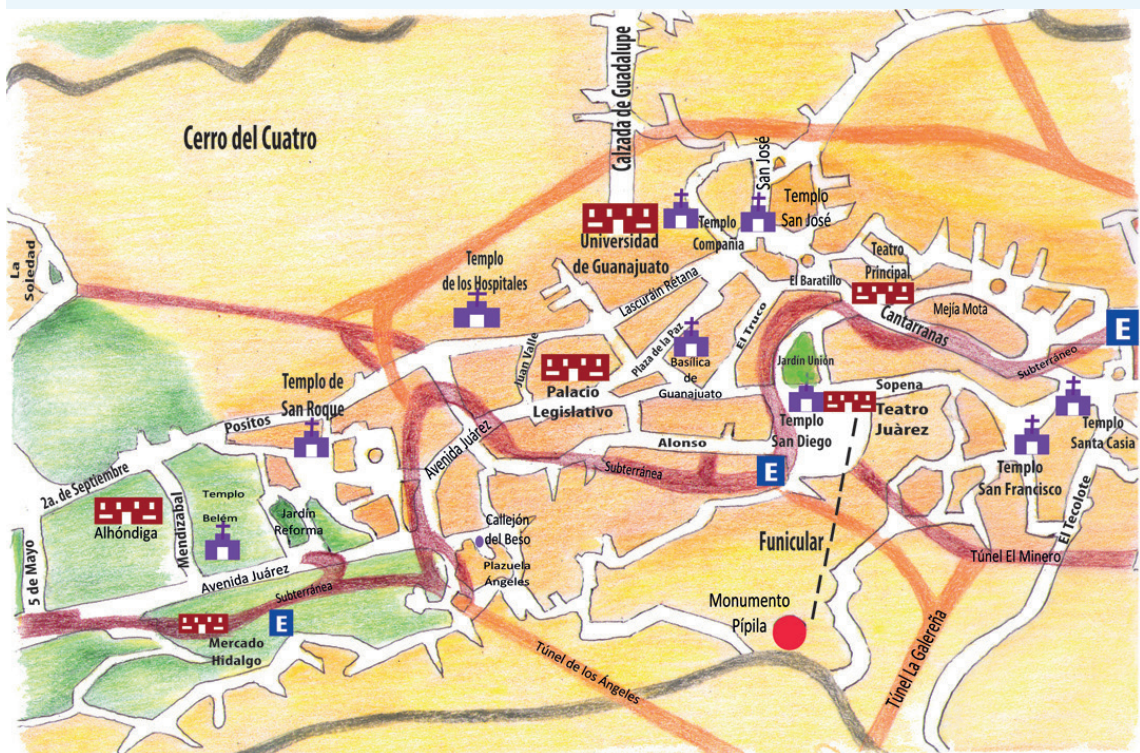 Calzada de Guadalupe
Cerro del Cuatro
San José
Templo
San José
Templo
Compañia
Universidad
de Guanajuato
Teatro
Principal
La
Soledad
Templo
de los Hospitales
Lascuráin Retana
El Baratillo
Mejía Mota
Cantarranas
E
Subterráneo
Juan Valle
Plaza de la Paz
El Truco
Basílica
de
Guanajuato
Jardín Unión
Palacio
Legislativo
Sopena
Teatro
Juàrez
Templo
San Diego
Templo de
San Roque
Positos
Avenida Juárez
Alonso
Subterránea
E
Templo
Santa Casia
Templo
San Francisco
El Tecolote
2a. de Septiembre
Alhóndiga
Mendizabal
Templo
Belém
Jardín
Reforma
Callejón
del Beso
Plazuela
Ángeles
Funicular
Túnel El Minero
5 de Mayo
Avenida Juárez
Subterránea
E
Mercado
Hidalgo
Monumento
Pípila
Túnel de los Ángeles
Túnel La Galereña